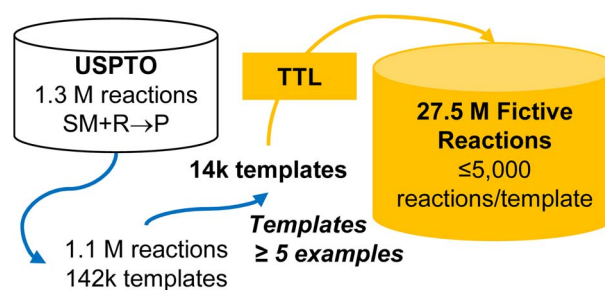 USPTO
1.3 M reactions
SM+R→P
1.1 M reactions
142k templates
14k templates
Templates
≥ 5 examples
TTL
27.5 M Fictive
Reactions
≤5,000
reactions/template